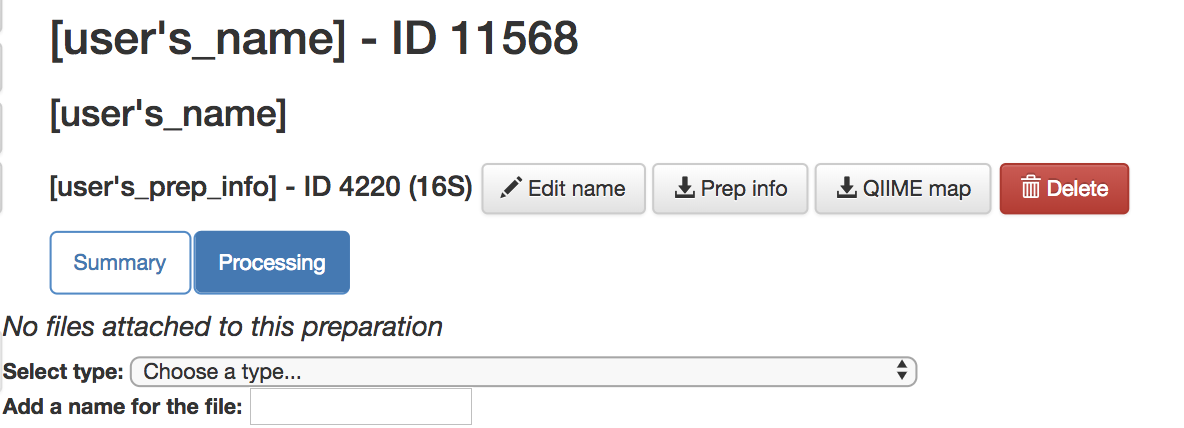 [user's_name] - ID 11568
[user's_name]
[user's_prep_info] - ID 4220 (16S) Edit name Prep info QIIME map Delete
Summary Processing
No files attached to this preparation
Select type: Choose a type...
Add a name for the file: